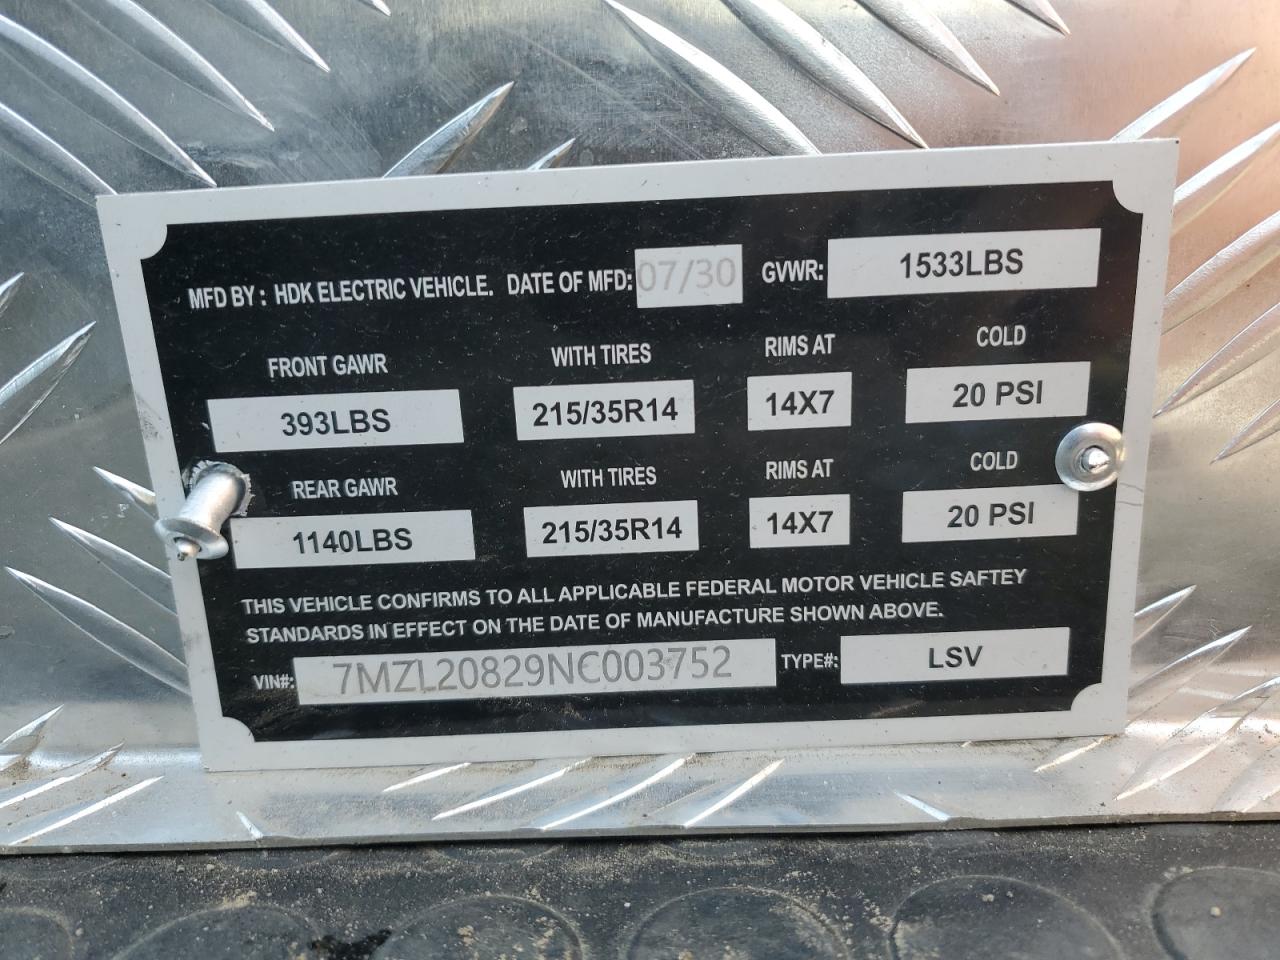 MFD BY : HDK ELECTRIC VEHICLE. DATE OF MFD: 07/30 GVWR: 1533LBS
FRONT GAWR WITH TIRES RIMS AT COLD
393LBS 215/35R14 14X7 20 PSI
REAR GAWR WITH TIRES RIMS AT COLD
1140LBS 215/35R14 14X7 20 PSI
THIS VEHICLE CONFIRMS TO ALL APPLICABLE FEDERAL MOTOR VEHICLE SAFTEY
STANDARDS IN EFFECT ON THE DATE OF MANUFACTURE SHOWN ABOVE.
VIN#: 7MZL20829NC003752 TYPE#: LSV